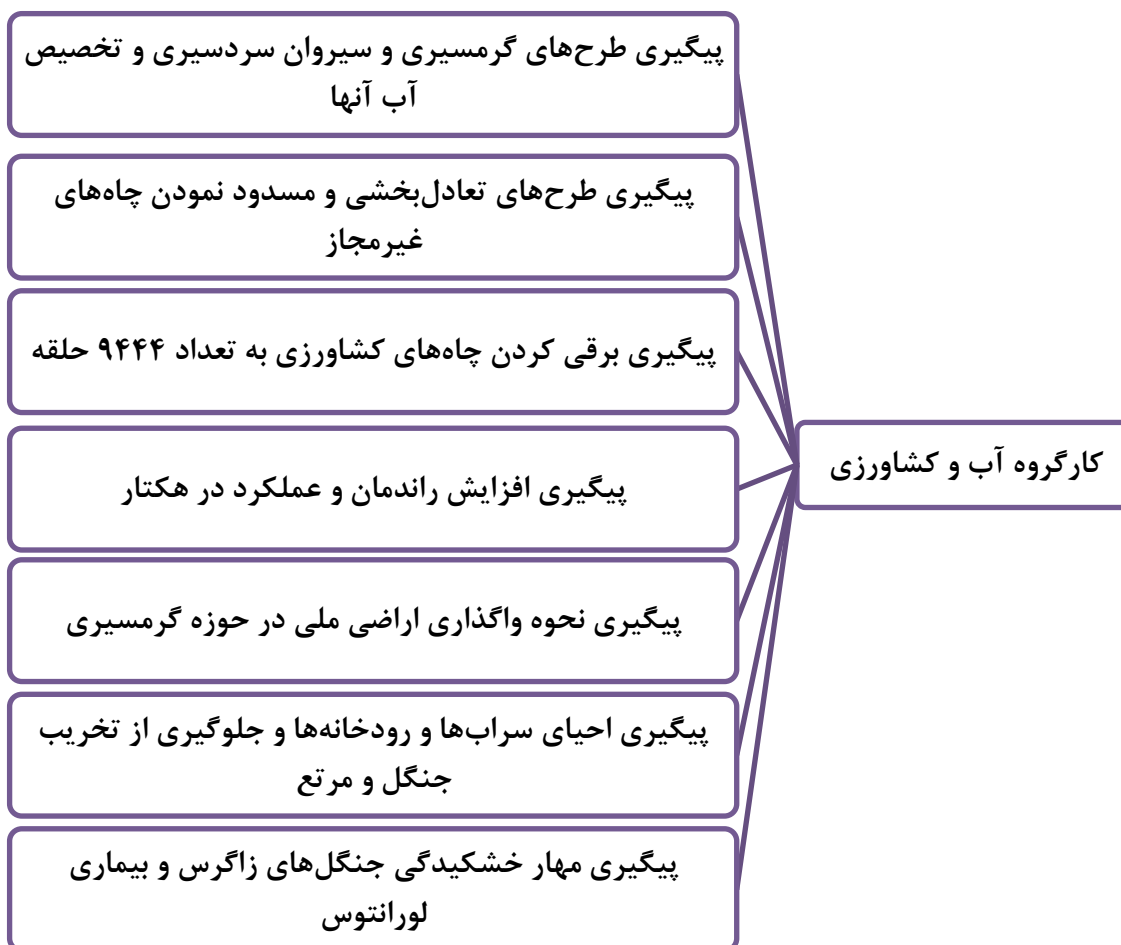 کارگروه آب و کشاورزی
پیگیری طرح‌های گرمسیری و سیروان سردسیری و تخصیص
آب آنها
پیگیری طرح‌های تعادل‌بخشی و مسدود نمودن چاه‌های
غیرمجاز
پیگیری برقی کردن چاه‌های کشاورزی به تعداد ۹۴۴۴ حلقه
پیگیری افزایش راندمان و عملکرد در هکتار
پیگیری نحوه واگذاری اراضی ملی در حوزه گرمسیری
پیگیری احیای سراب‌ها و رودخانه‌ها و جلوگیری از تخریب
جنگل و مرتع
پیگیری مهار خشکیدگی جنگل‌های زاگرس و بیماری
لورانتوس